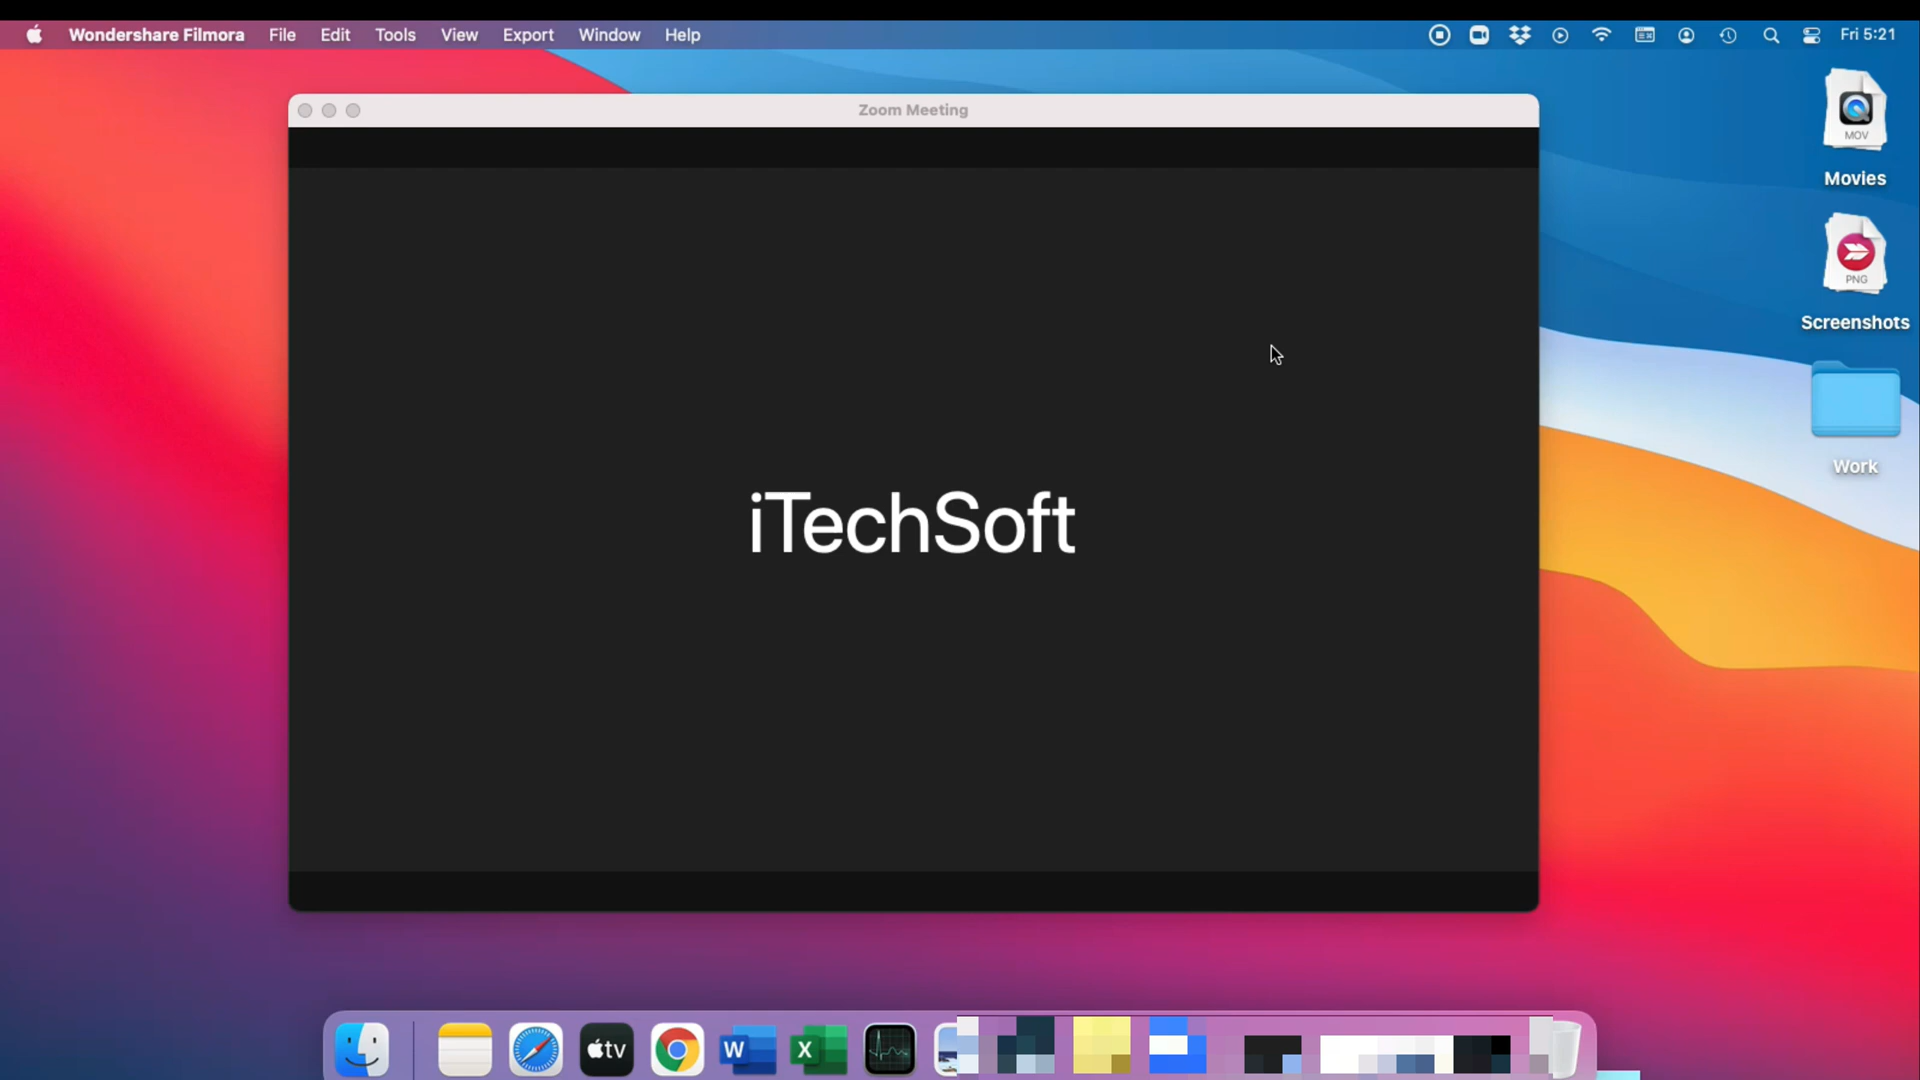 Wondershare Filmora File Edit Tools View Export Window Help Fri 5:21
Zoom Meeting
MOV
Movies
PNG
Screenshots
iTechSoft
Work
tv W X